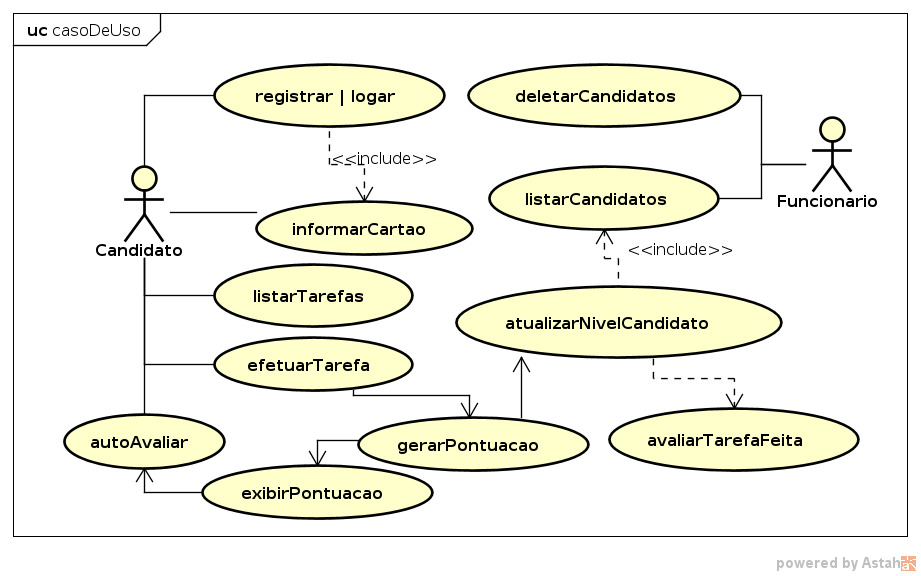 uc casoDeUso
registrar | logar
deletarCandidatos
<<include>>
listarCandidatos
Funcionario
informarCartao
Candidato
<<include>>
listarTarefas
atualizarNivelCandidato
efetuarTarefa
autoAvaliar
gerarPontuacao
avaliarTarefaFeita
exibirPontuacao
powered by Astah